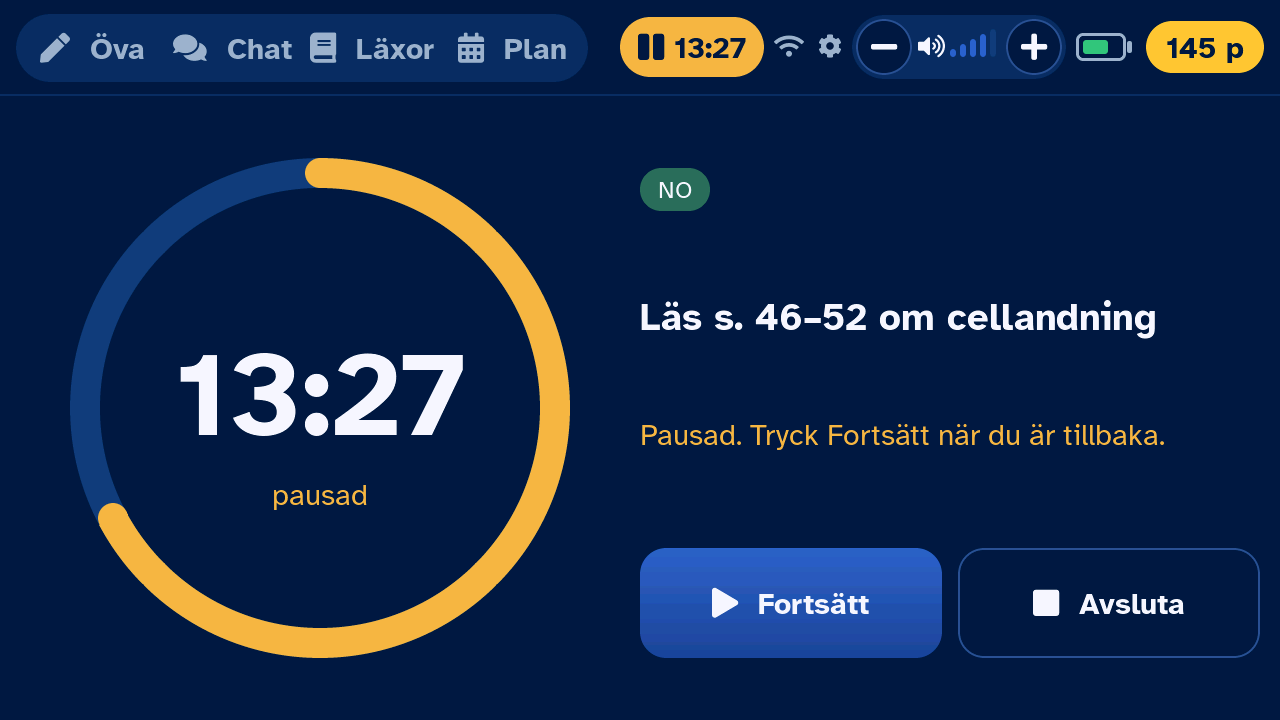 Öva Chat Läxor Plan 13:27 145 p
NO
Läs s. 46–52 om cellandning
13:27
pausad
Pausad. Tryck Fortsätt när du är tillbaka.
Fortsätt Avsluta